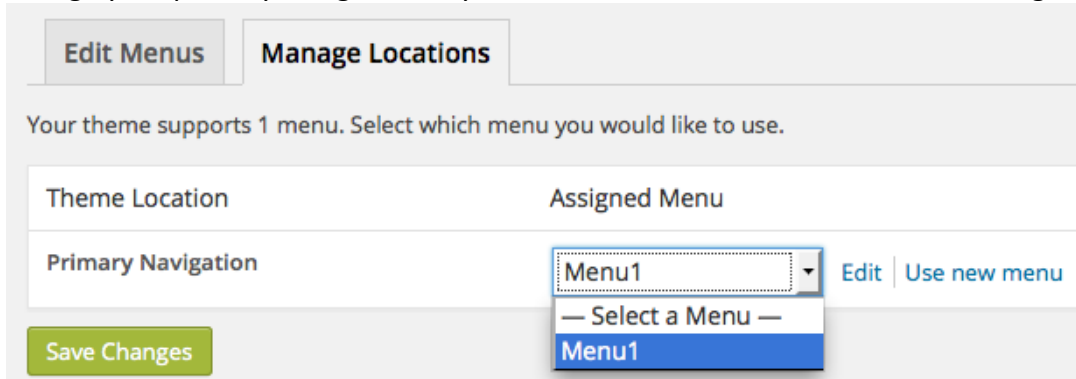 Edit Menus Manage Locations
Your theme supports 1 menu. Select which menu you would like to use.
Theme Location Assigned Menu
Primary Navigation Menu1 Edit Use new menu
— Select a Menu —
Save Changes Menu1